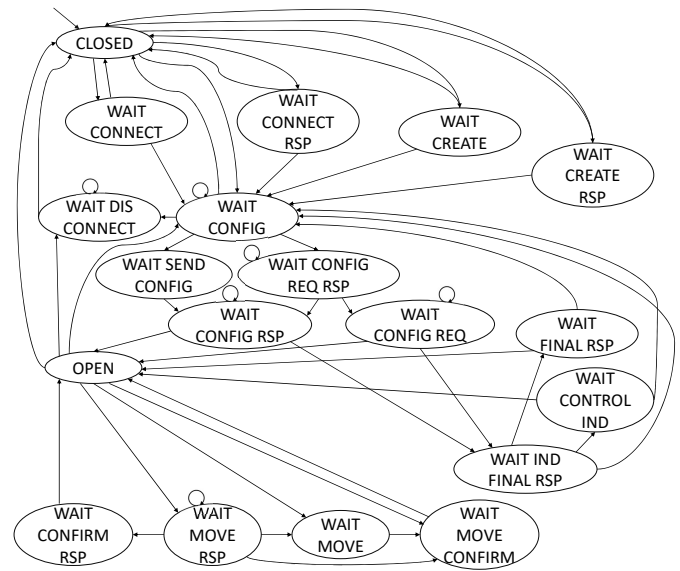 CLOSED
WAIT
CONNECT
WAIT
CONNECT
RSP
WAIT
CREATE
WAIT
CREATE
RSP
WAIT DIS
CONNECT
WAIT
CONFIG
WAIT SEND
CONFIG
WAIT CONFIG
REQ RSP
WAIT
CONFIG RSP
WAIT
CONFIG REQ
WAIT
FINAL RSP
OPEN
WAIT
CONTROL
IND
WAIT IND
FINAL RSP
WAIT
CONFIRM
RSP
WAIT
MOVE
RSP
WAIT
MOVE
WAIT
MOVE
CONFIRM